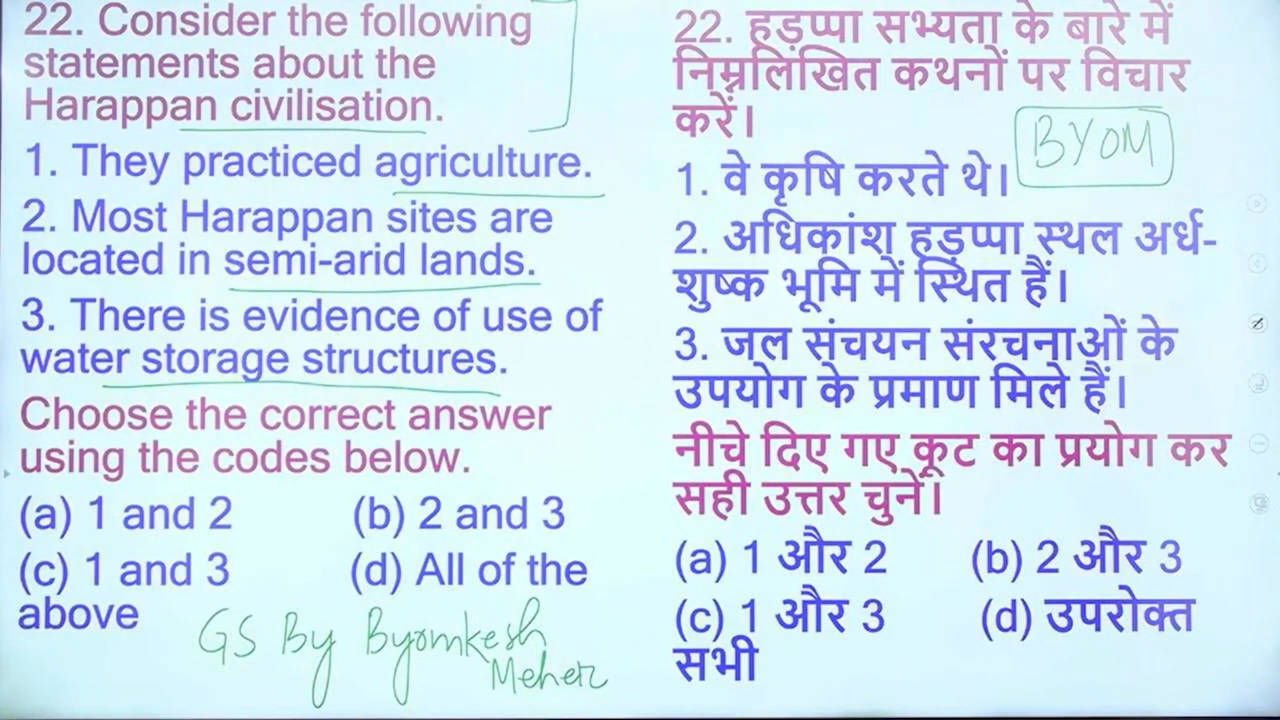 22. Consider the following
statements about the
Harappan civilisation.
1. They practiced agriculture.
2. Most Harappan sites are
located in semi-arid lands.
3. There is evidence of use of
water storage structures.
Choose the correct answer
using the codes below.
(a) 1 and 2 (b) 2 and 3
(c) 1 and 3 (d) All of the
above
GS By Byomkesh
Meher
22. हड़प्पा सभ्यता के बारे में
निम्नलिखित कथनों पर विचार
करें।
BYOM
1. वे कृषि करते थे।
2. अधिकांश हड़प्पा स्थल अर्ध-
शुष्क भूमि में स्थित हैं।
3. जल संचयन संरचनाओं के
उपयोग के प्रमाण मिले हैं।
नीचे दिए गए कूट का प्रयोग कर
सही उत्तर चुनें।
(a) 1 और 2 (b) 2 और 3
(c) 1 और 3 (d) उपरोक्त
सभी